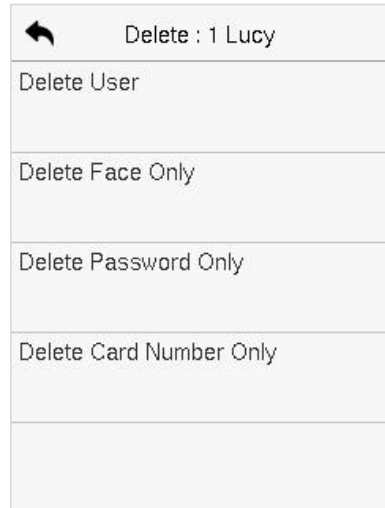 Delete : 1 Lucy
Delete User
Delete Face Only
Delete Password Only
Delete Card Number Only